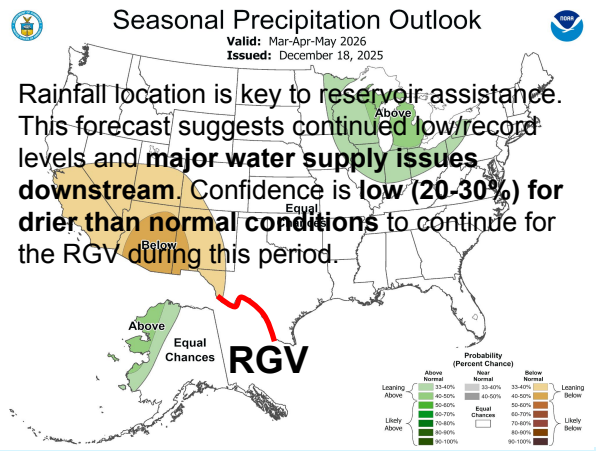 Seasonal Precipitation Outlook
Valid: Mar-Apr-May 2026
Issued: December 18, 2025
NOAA
Rainfall location is key to reservoir assistance.
This forecast suggests continued low/record
levels and major water supply issues
downstream. Confidence is low (20-30%) for
drier than normal conditions to continue for
the RGV during this period.
Above
Equal
Chances
Below
Above
Equal
Chances
RGV
Probability
(Percent Chance)
Above
Normal
Near
Normal
Below
Normal
Leaning
Above
33-40%
40-50%
50-60%
Likely
Above
60-70%
70-80%
80-90%
90-100%
33-40%
40-50%
Equal
Chances
33-40%
40-50%
50-60%
60-70%
70-80%
80-90%
90-100%
Leaning
Below
Likely
Below